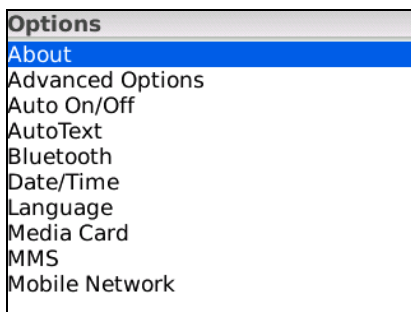 Options
About
Advanced Options
Auto On/Off
AutoText
Bluetooth
Date/Time
Language
Media Card
MMS
Mobile Network